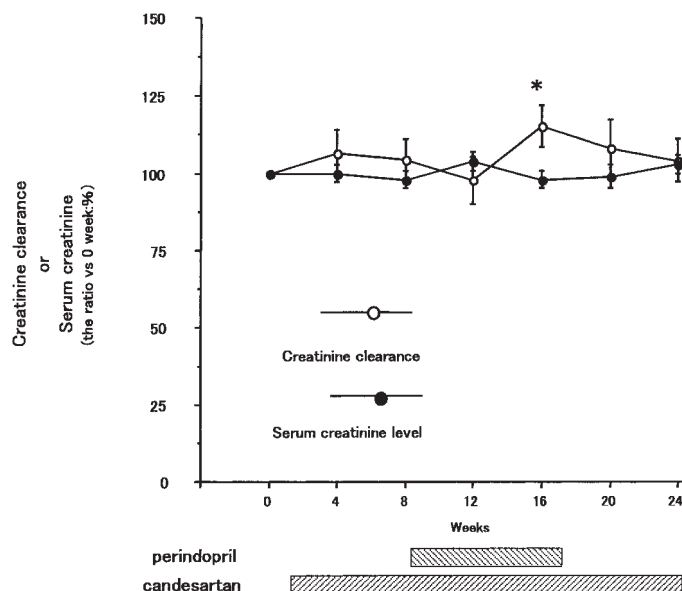 Creatinine clearance
or
Serum creatinine
(the ratio vs 0 week:%)
150
125
100
75
50
25
0
*
Creatinine clearance
Serum creatinine level
0 4 8 12 16 20 24
Weeks
perindopril
candesartan